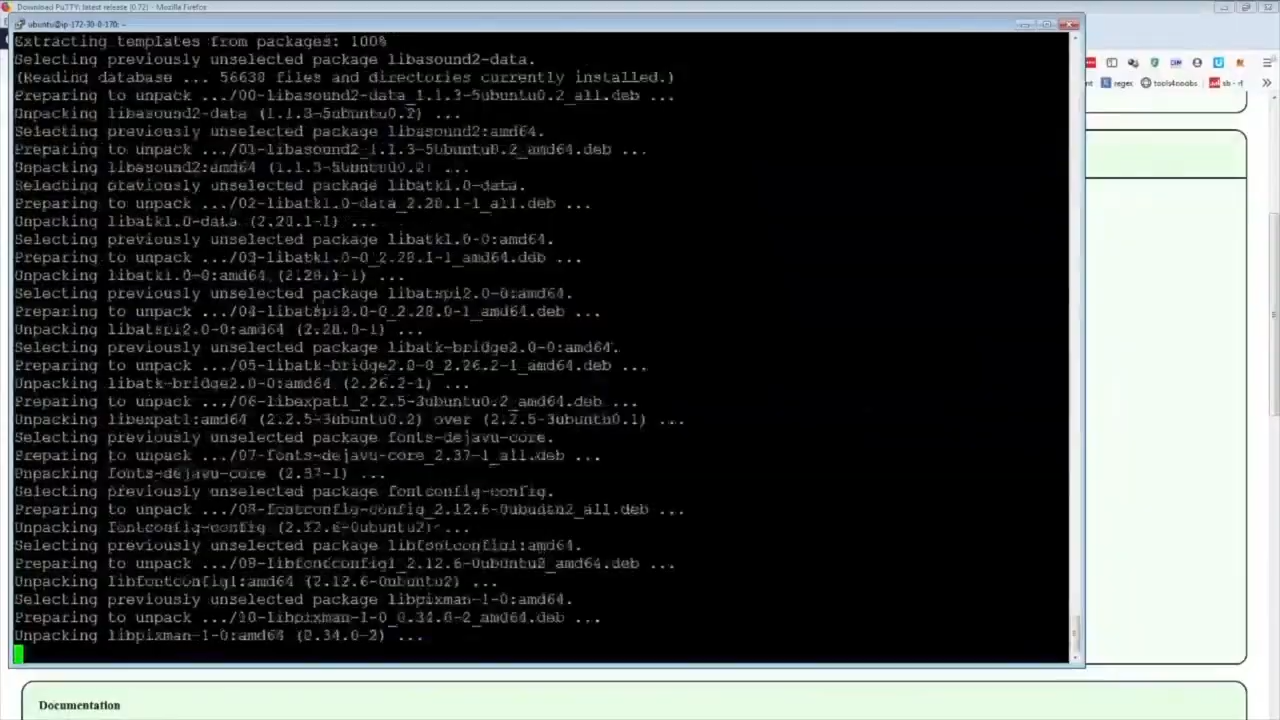 Download PuTTY: latest release (0.72) - Mozilla Firefox
ubuntu@ip-172-30-0-170: ~
Extracting templates from packages: 100%
Selecting previously unselected package libasound2-data.
(Reading database ... 56638 files and directories currently installed.)
Preparing to unpack .../00-libasound2-data_1.1.3-5ubuntu0.2_all.deb ...
Unpacking libasound2-data (1.1.3-5ubuntu0.2) ...
Selecting previously unselected package libasound2:amd64.
Preparing to unpack .../01-libasound2_1.1.3-5ubuntu0.2_amd64.deb ...
Unpacking libasound2:amd64 (1.1.3-5ubuntu0.2) ...
Selecting previously unselected package libatk1.0-data.
Preparing to unpack .../02-libatk1.0-data_2.28.1-1_all.deb ...
Unpacking libatk1.0-data (2.28.1-1) ...
Selecting previously unselected package libatk1.0-0:amd64.
Preparing to unpack .../03-libatk1.0-0_2.28.1-1_amd64.deb ...
Unpacking libatk1.0-0:amd64 (2.28.1-1) ...
Selecting previously unselected package libatspi2.0-0:amd64.
Preparing to unpack .../04-libatspi2.0-0_2.28.0-1_amd64.deb ...
Unpacking libatspi2.0-0:amd64 (2.28.0-1) ...
Selecting previously unselected package libatk-bridge2.0-0:amd64.
Preparing to unpack .../05-libatk-bridge2.0-0_2.26.2-1_amd64.deb ...
Unpacking libatk-bridge2.0-0:amd64 (2.26.2-1) ...
Preparing to unpack .../06-libexpat1_2.2.5-3ubuntu0.2_amd64.deb ...
Unpacking libexpat1:amd64 (2.2.5-3ubuntu0.2) over (2.2.5-3ubuntu0.1) ...
Selecting previously unselected package fonts-dejavu-core.
Preparing to unpack .../07-fonts-dejavu-core_2.37-1_all.deb ...
Unpacking fonts-dejavu-core (2.37-1) ...
Selecting previously unselected package fontconfig-config.
Preparing to unpack .../08-fontconfig-config_2.12.6-0ubuntu2_all.deb ...
Unpacking fontconfig-config (2.12.6-0ubuntu2) ...
Selecting previously unselected package libfontconfig1:amd64.
Preparing to unpack .../09-libfontconfig1_2.12.6-0ubuntu2_amd64.deb ...
Unpacking libfontconfig1:amd64 (2.12.6-0ubuntu2) ...
Selecting previously unselected package libpixman-1-0:amd64.
Preparing to unpack .../10-libpixman-1-0_0.34.0-2_amd64.deb ...
Unpacking libpixman-1-0:amd64 (0.34.0-2) ...
regex
tools4noobs
Documentation